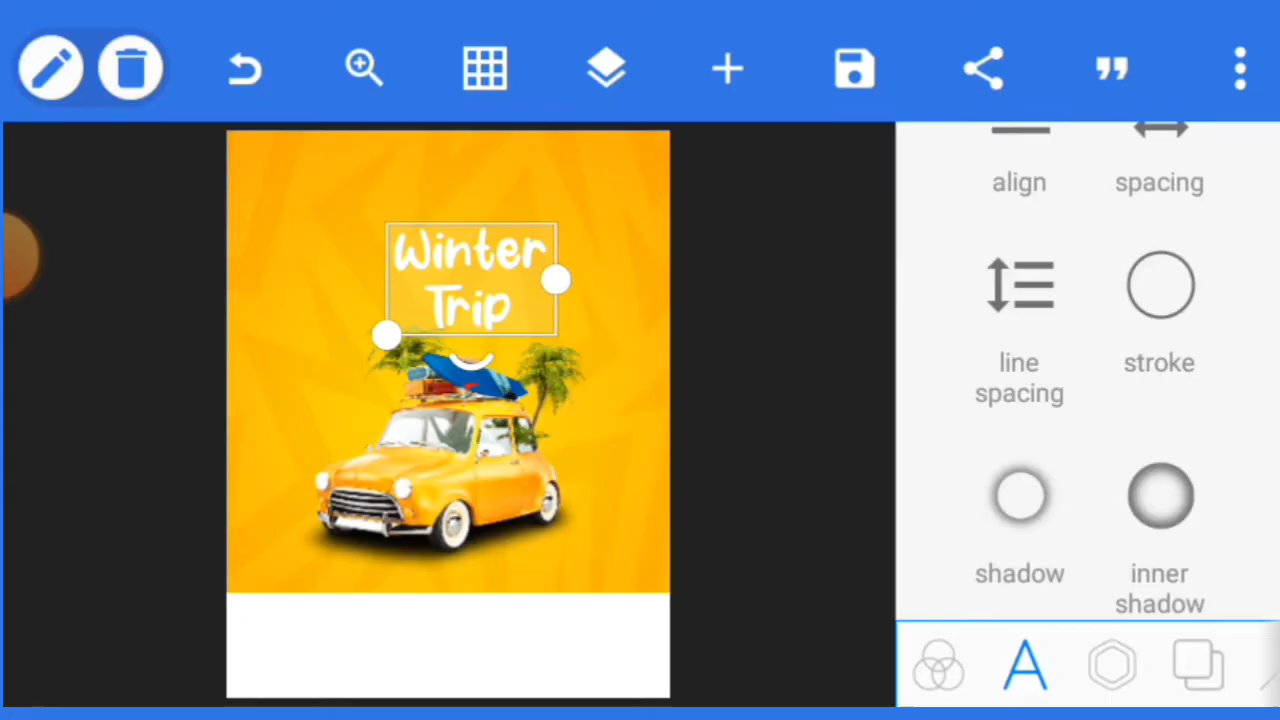 Winter
Trip
align
spacing
line
spacing
stroke
shadow
inner
shadow